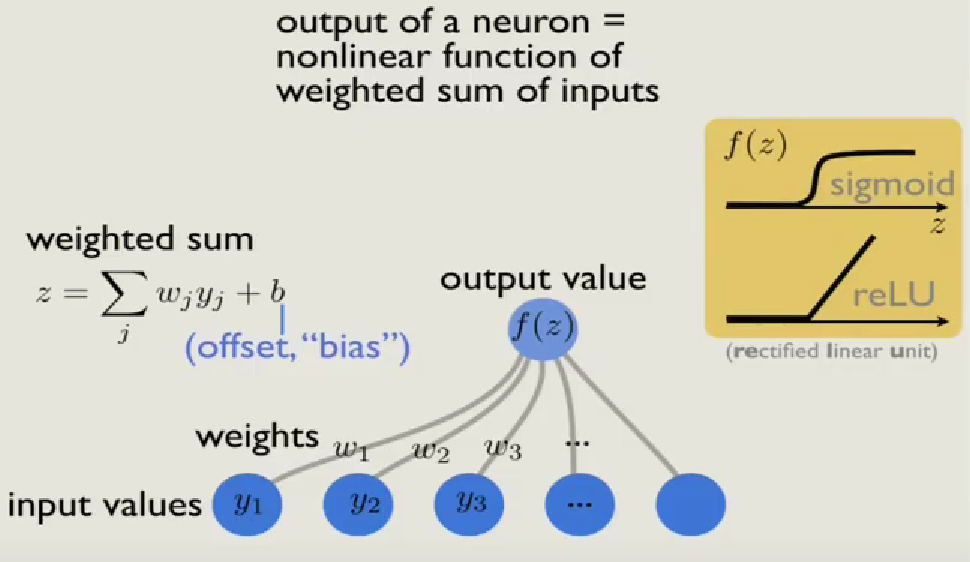 output of a neuron =
nonlinear function of
weighted sum of inputs
f(z)
sigmoid
z
reLU
(rectified linear unit)
weighted sum
z = ∑_j w_j y_j + b
(offset, “bias”)
output value
f(z)
weights w_1 w_2 w_3 ...
input values y_1 y_2 y_3 ...